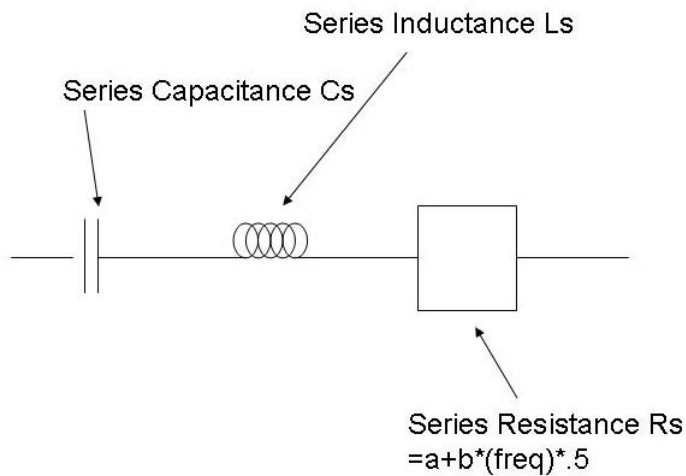 Series Inductance Ls
Series Capacitance Cs
Series Resistance Rs
=a+b*(freq)*.5